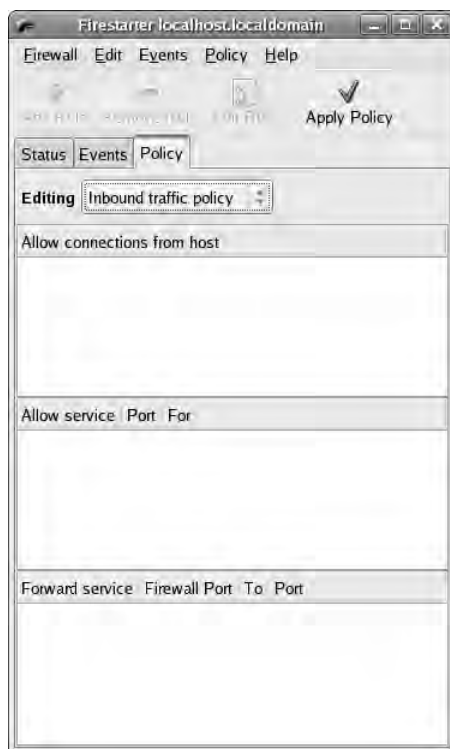 Firestarter localhost.localdomain
Firewall Edit Events Policy Help
Apply Policy
Status Events Policy
Editing Inbound traffic policy
Allow connections from host
Allow service Port For
Forward service Firewall Port To Port